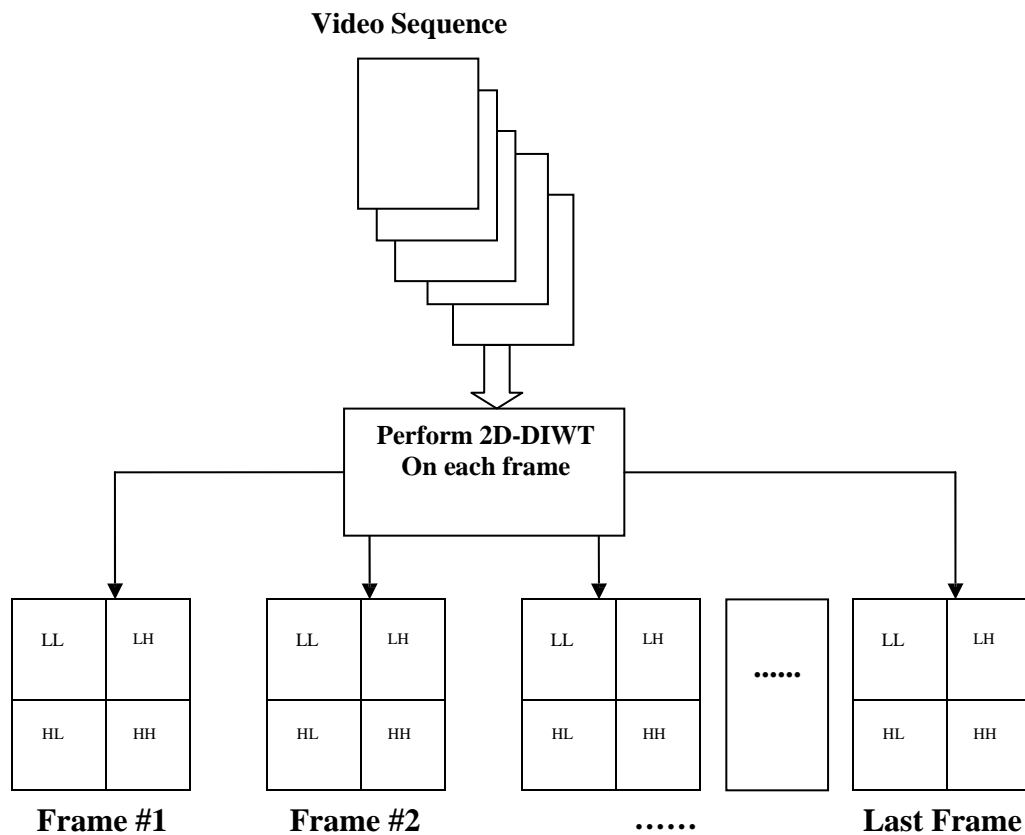 Video Sequence
Perform 2D-DIWT
On each frame
LL LH LL LH LL LH ...... LL LH
HL HH HL HH HL HH HL HH
Frame #1 Frame #2 ...... Last Frame